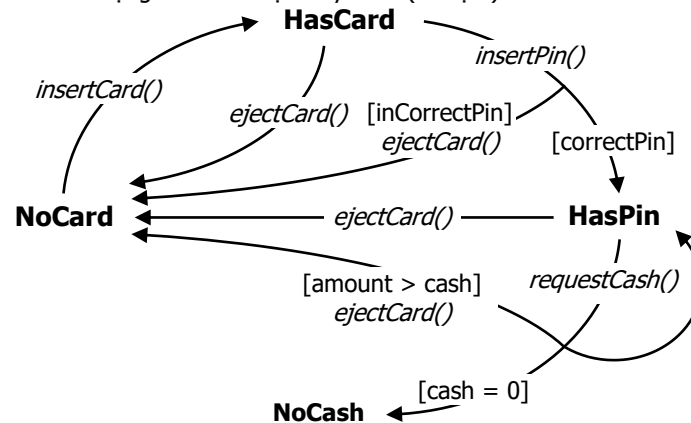 HasCard
insertPin()
insertCard()
ejectCard()
[inCorrectPin]
ejectCard()
[correctPin]
NoCard
ejectCard()
HasPin
[amount > cash]
ejectCard()
requestCash()
[cash = 0]
NoCash